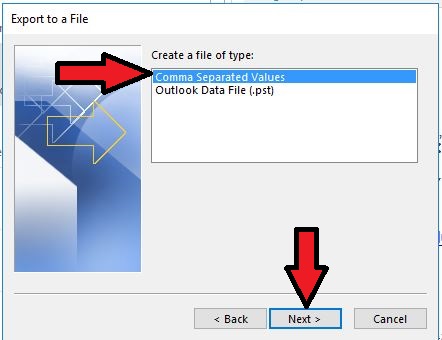 Export to a File
Create a file of type:
Comma Separated Values
Outlook Data File (.pst)
< Back
Next >
Cancel